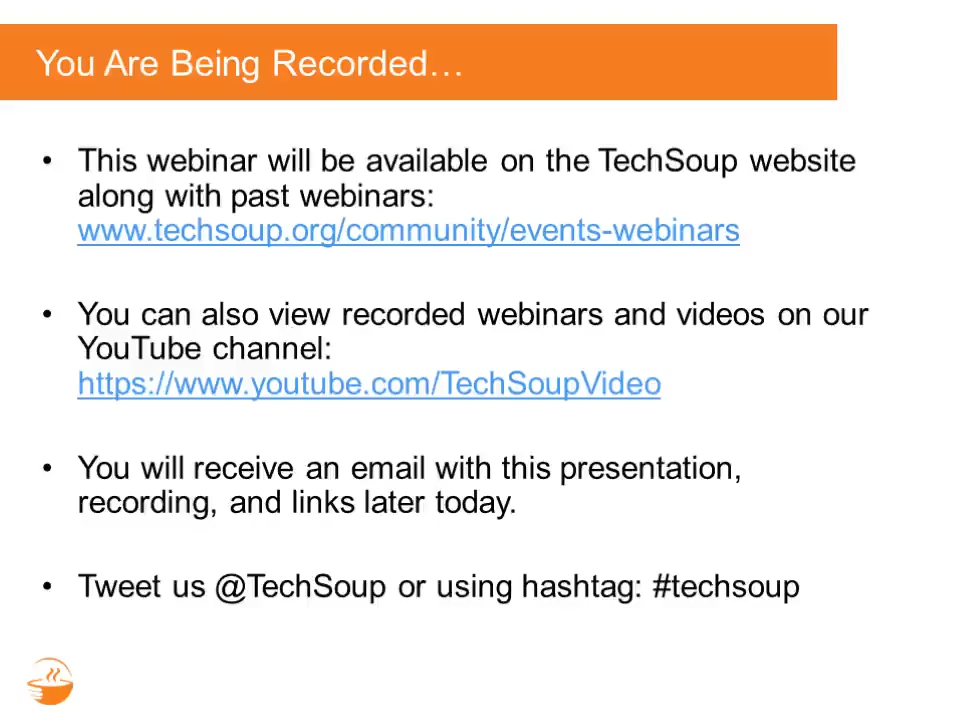 You Are Being Recorded…
• This webinar will be available on the TechSoup website
along with past webinars:
www.techsoup.org/community/events-webinars
• You can also view recorded webinars and videos on our
YouTube channel:
https://www.youtube.com/TechSoupVideo
• You will receive an email with this presentation,
recording, and links later today.
• Tweet us @TechSoup or using hashtag: #techsoup